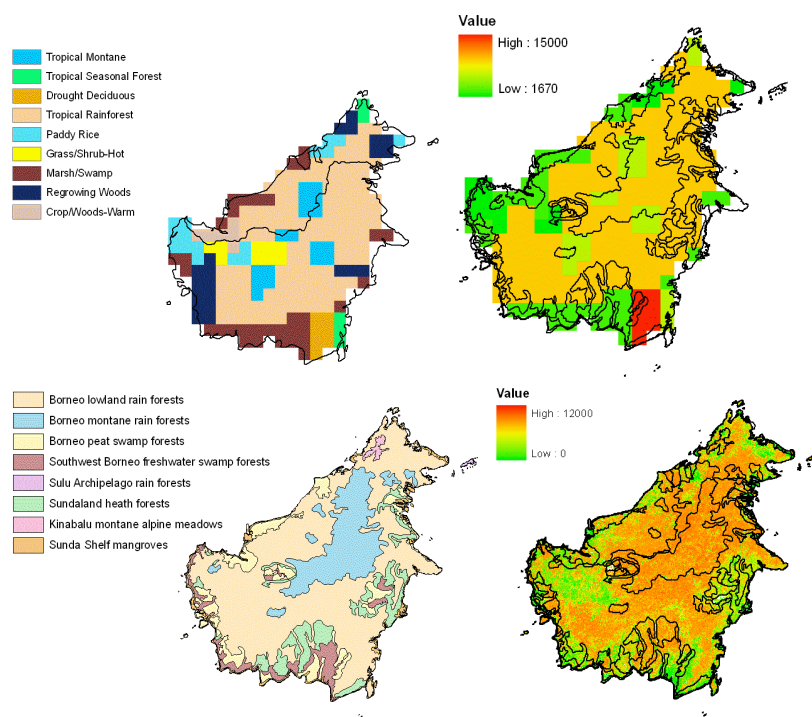 Tropical Montane
Tropical Seasonal Forest
Drought Deciduous
Tropical Rainforest
Paddy Rice
Grass/Shrub-Hot
Marsh/Swamp
Regrowing Woods
Crop/Woods-Warm
Value
High : 15000
Low : 1670
Borneo lowland rain forests
Borneo montane rain forests
Borneo peat swamp forests
Southwest Borneo freshwater swamp forests
Sulu Archipelago rain forests
Sundaland heath forests
Kinabalu montane alpine meadows
Sunda Shelf mangroves
Value
High : 12000
Low : 0